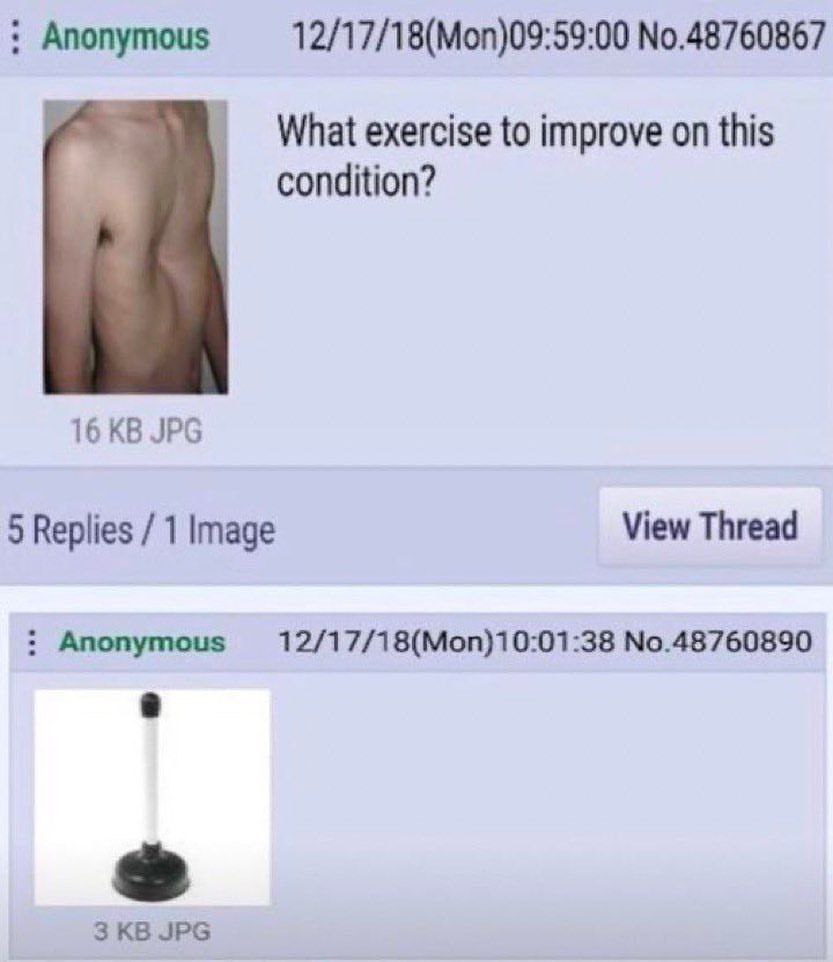 Anonymous 12/17/18(Mon)09:59:00 No.48760867
What exercise to improve on this
condition?
16 KB JPG
5 Replies / 1 Image
View Thread
Anonymous 12/17/18(Mon)10:01:38 No.48760890
3 KB JPG